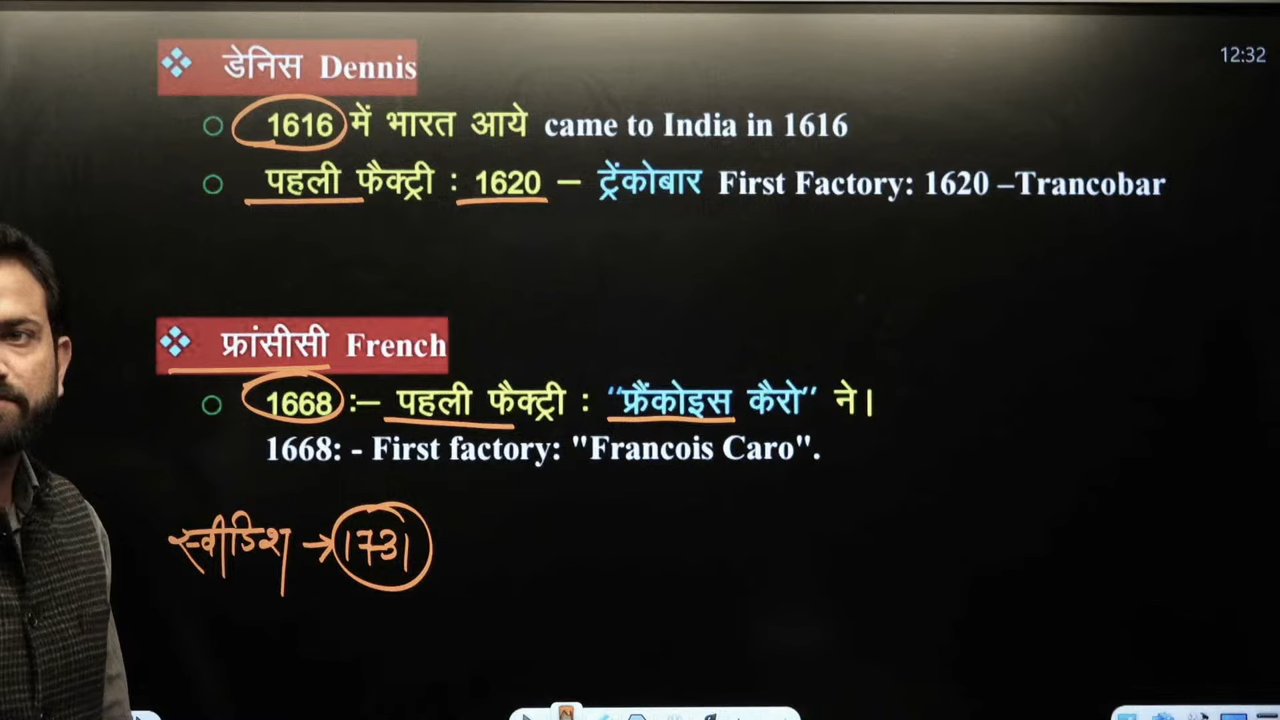 12:32
डेनिस Dennis
1616 में भारत आये came to India in 1616
पहली फैक्ट्री : 1620 – ट्रेंकोबार First Factory: 1620 –Trancobar
फ्रांसीसी French
1668 :– पहली फैक्ट्री : “फ्रैंकोइस कैरो” ने।
1668: - First factory: "Francois Caro".
स्वीडिश → 1731